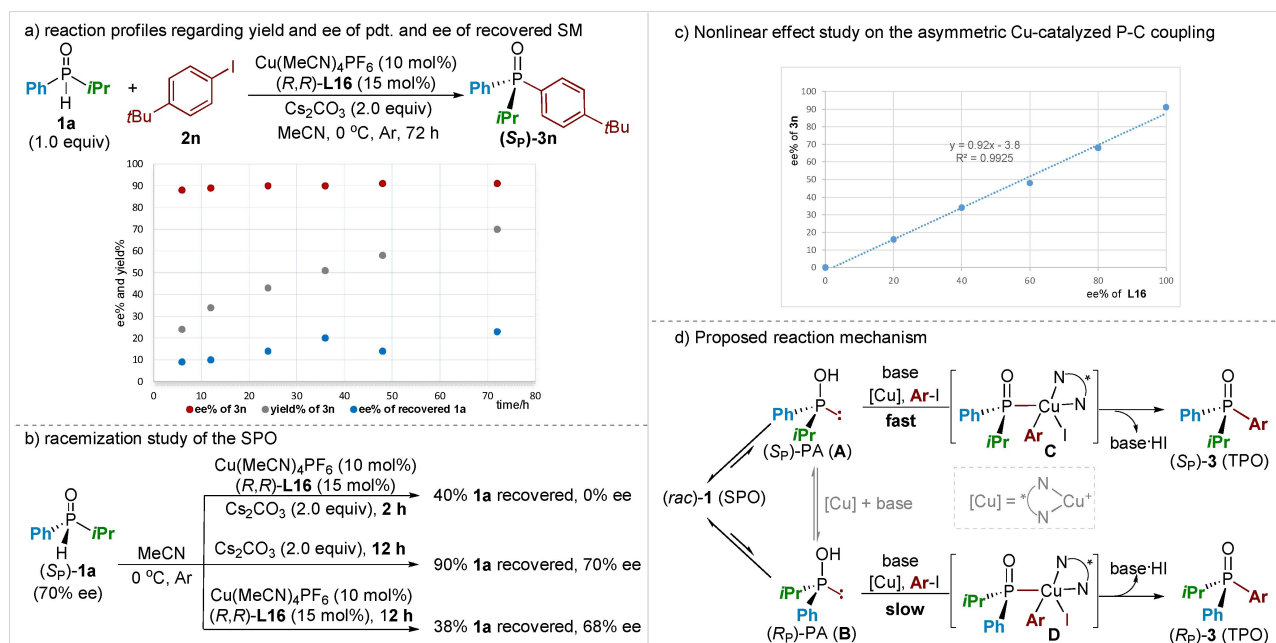 a) reaction profiles regarding yield and ee of pdt. and ee of recovered SM
O
Ph P iPr
H
1a
(1.0 equiv)
+
I
tBu
2n
Cu(MeCN)4PF6 (10 mol%)
(R,R)-L16 (15 mol%)
Cs2CO3 (2.0 equiv)
MeCN, 0 oC, Ar, 72 h
O
Ph P
iPr
tBu
(SP)-3n
ee% and yield%
100
90
80
70
60
50
40
30
20
10
0
0 10 20 30 40 50 60 70 80
time/h
ee% of 3n yield% of 3n ee% of recovered 1a
b) racemization study of the SPO
O
Ph P iPr
H
(SP)-1a
(70% ee)
MeCN
0 oC, Ar
Cu(MeCN)4PF6 (10 mol%)
(R,R)-L16 (15 mol%)
Cs2CO3 (2.0 equiv), 2 h
40% 1a recovered, 0% ee
Cs2CO3 (2.0 equiv), 12 h
90% 1a recovered, 70% ee
Cu(MeCN)4PF6 (10 mol%)
(R,R)-L16 (15 mol%), 12 h
38% 1a recovered, 68% ee
c) Nonlinear effect study on the asymmetric Cu-catalyzed P-C coupling
ee% of 3n
100
90
80
70
60
50
40
30
20
10
0
y = 0.92x - 3.8
R² = 0.9925
0 20 40 60 80 100
ee% of L16
d) Proposed reaction mechanism
(rac)-1 (SPO)
OH
Ph P :
iPr
(SP)-PA (A)
base
[Cu], Ar-I
fast
O
Ph P Cu N N *
iPr Ar I
C
base·HI
O
Ph P Ar
iPr
(SP)-3 (TPO)
[Cu] + base
[Cu] = * N N Cu+
OH
iPr P :
Ph
(RP)-PA (B)
base
[Cu], Ar-I
slow
O
iPr P Cu N N *
Ph Ar I
D
base·HI
O
iPr P Ar
Ph
(RP)-3 (TPO)